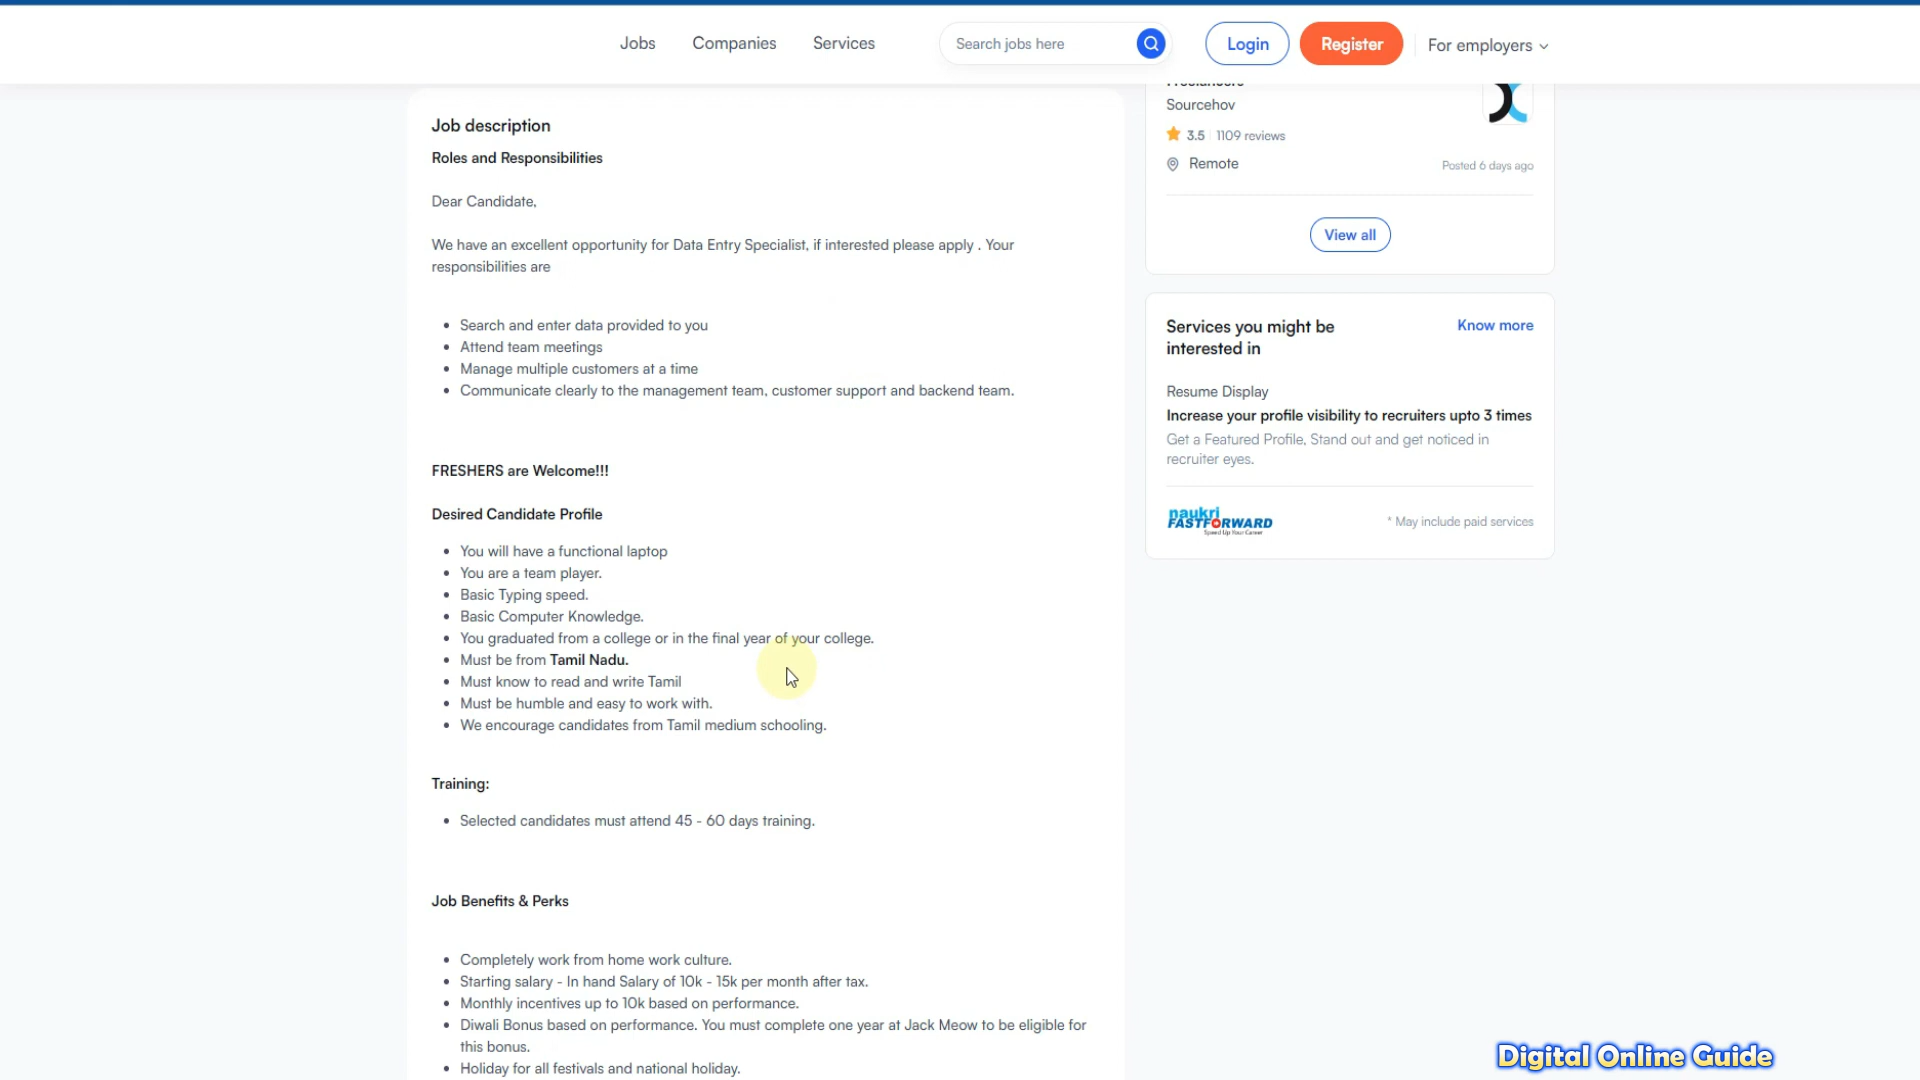 Jobs
Companies
Services
Search jobs here
Login
Register
For employers
Job description
Roles and Responsibilities
Dear Candidate,
We have an excellent opportunity for Data Entry Specialist, if interested please apply . Your
responsibilities are
Search and enter data provided to you
Attend team meetings
Manage multiple customers at a time
Communicate clearly to the management team, customer support and backend team.
FRESHERS are Welcome!!!
Desired Candidate Profile
You will have a functional laptop
You are a team player.
Basic Typing speed.
Basic Computer Knowledge.
You graduated from a college or in the final year of your college.
Must be from Tamil Nadu.
Must know to read and write Tamil
Must be humble and easy to work with.
We encourage candidates from Tamil medium schooling.
Training:
Selected candidates must attend 45 - 60 days training.
Job Benefits & Perks
Completely work from home work culture.
Starting salary - In hand Salary of 10k - 15k per month after tax.
Monthly incentives up to 10k based on performance.
Diwali Bonus based on performance. You must complete one year at Jack Meow to be eligible for
this bonus.
Holiday for all festivals and national holiday.
Freelancers
Sourcehov
3.5 1109 reviews
Remote
Posted 6 days ago
View all
Services you might be
interested in
Know more
Resume Display
Increase your profile visibility to recruiters upto 3 times
Get a Featured Profile, Stand out and get noticed in
recruiter eyes.
naukri
FASTFORWARD
Speed Up Your Career
* May include paid services
Digital Online Guide